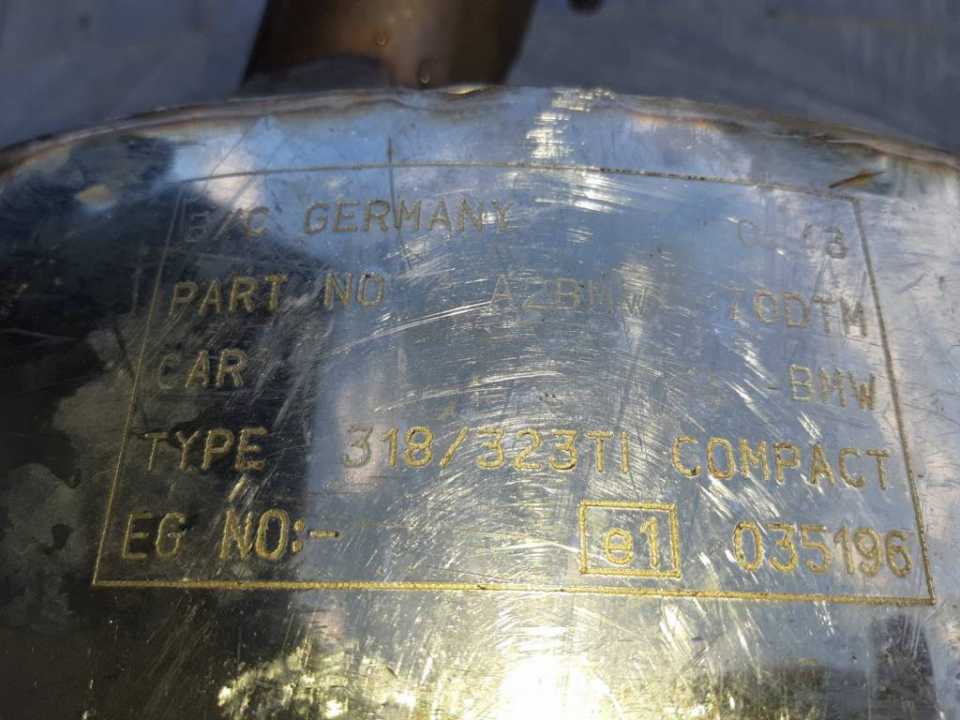 GERMANY
PART NO
CAR -BMW
TYPE 318/323TI COMPACT
EG NO:- e1 035196